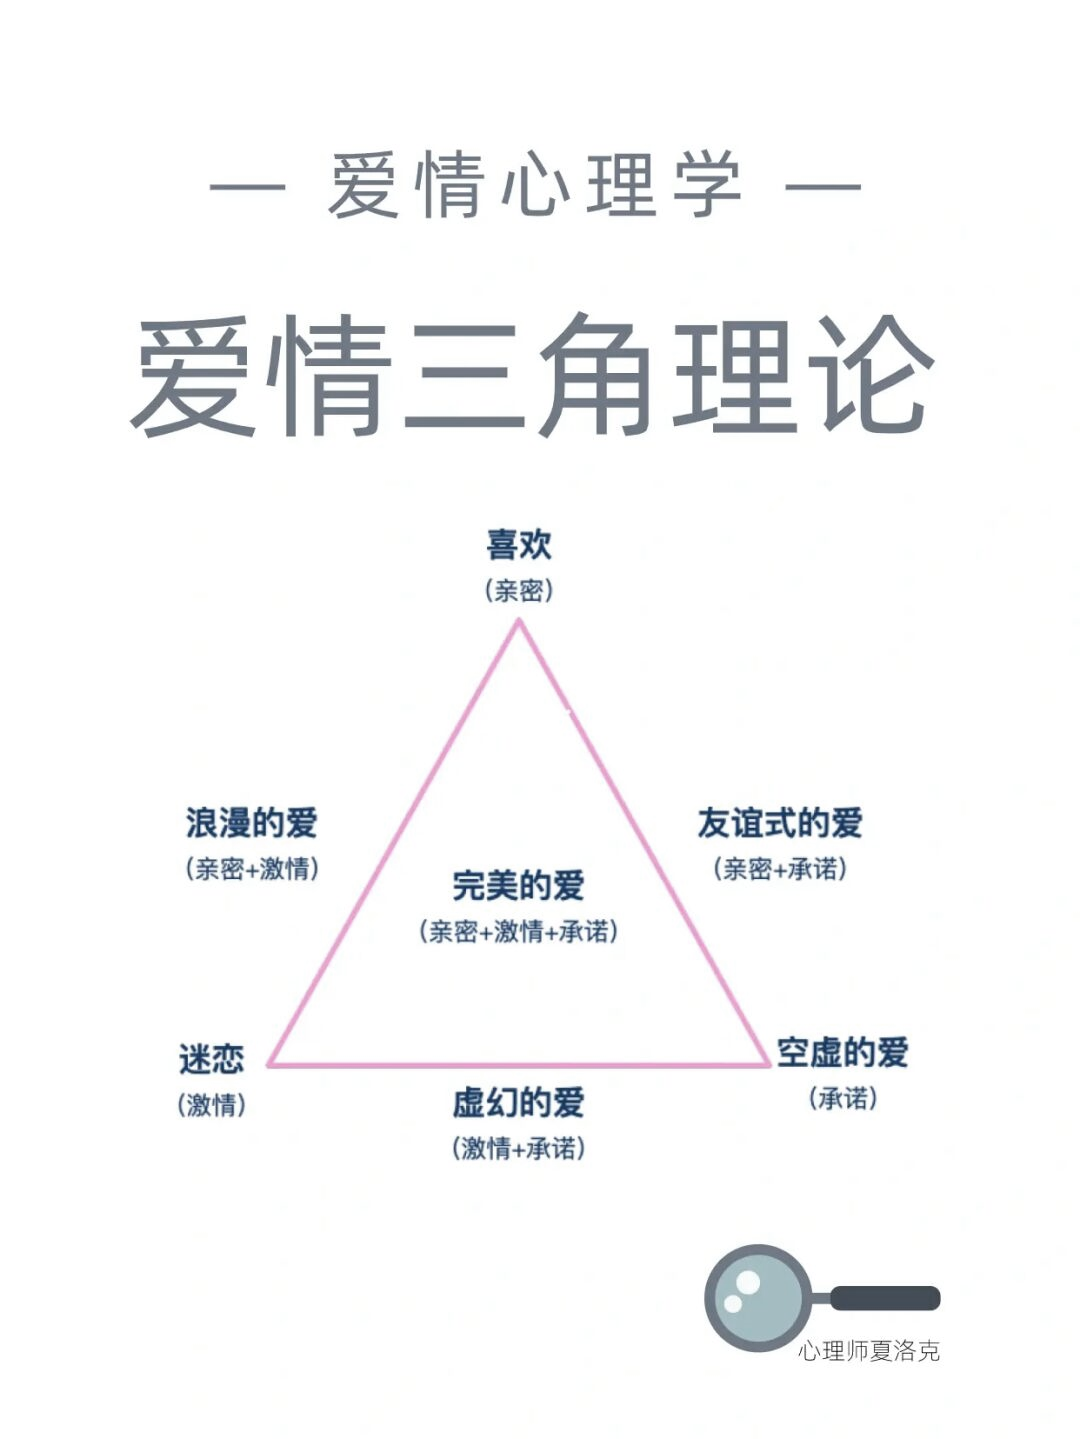 — 爱情心理学 —
爱情三角理论
喜欢
（亲密）
浪漫的爱
（亲密+激情）
友谊式的爱
（亲密+承诺）
完美的爱
（亲密+激情+承诺）
迷恋
（激情）
空虚的爱
（承诺）
虚幻的爱
（激情+承诺）
心理师夏洛克